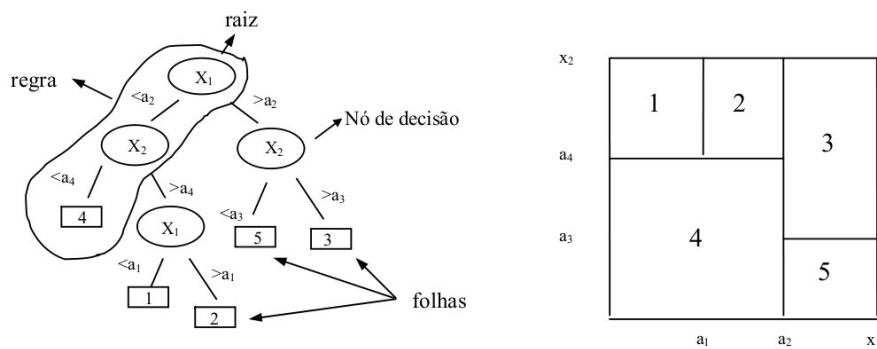 raiz
regra
X₁
<a₂
>a₂
Nó de decisão
X₂
X₂
<a₄
>a₄
<a₃
>a₃
4
X₁
5
3
<a₁
>a₁
1
2
folhas
x₂
1
2
3
a₄
4
a₃
5
a₁
a₂
x